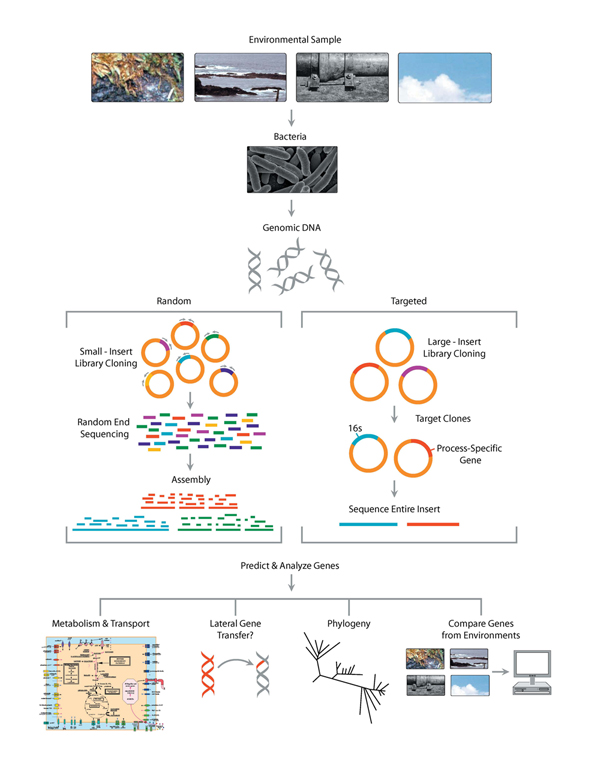 Environmental Sample
Bacteria
Genomic DNA
Random
Targeted
Small - Insert
Library Cloning
Large - Insert
Library Cloning
Random End
Sequencing
Target Clones
16s
Process-Specific
Gene
Assembly
Sequence Entire Insert
Predict & Analyze Genes
Metabolism & Transport
Lateral Gene
Transfer?
Phylogeny
Compare Genes
from Environments